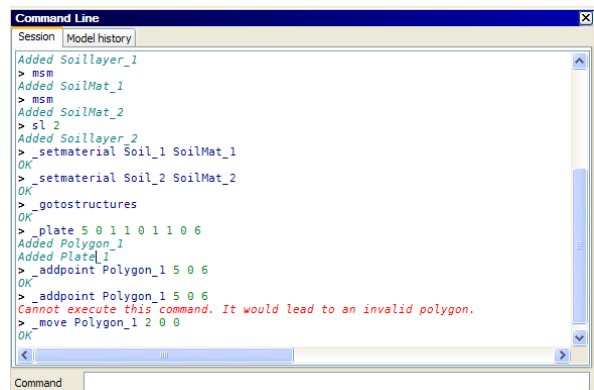 Command Line
Session Model history
Added Soillayer_1
> msm
Added SoilMat_1
> msm
Added SoilMat_2
> sl 2
Added Soillayer_2
> _setmaterial Soil_1 SoilMat_1
OK
> _setmaterial Soil_2 SoilMat_2
OK
> _gotostructures
OK
> _plate 5 0 1 1 0 1 1 0 6
Added Polygon_1
Added Plate_1
> _addpoint Polygon_1 5 0 6
OK
> _addpoint Polygon_1 5 0 6
Cannot execute this command. It would lead to an invalid polygon.
> _move Polygon_1 2 0 0
OK
Command